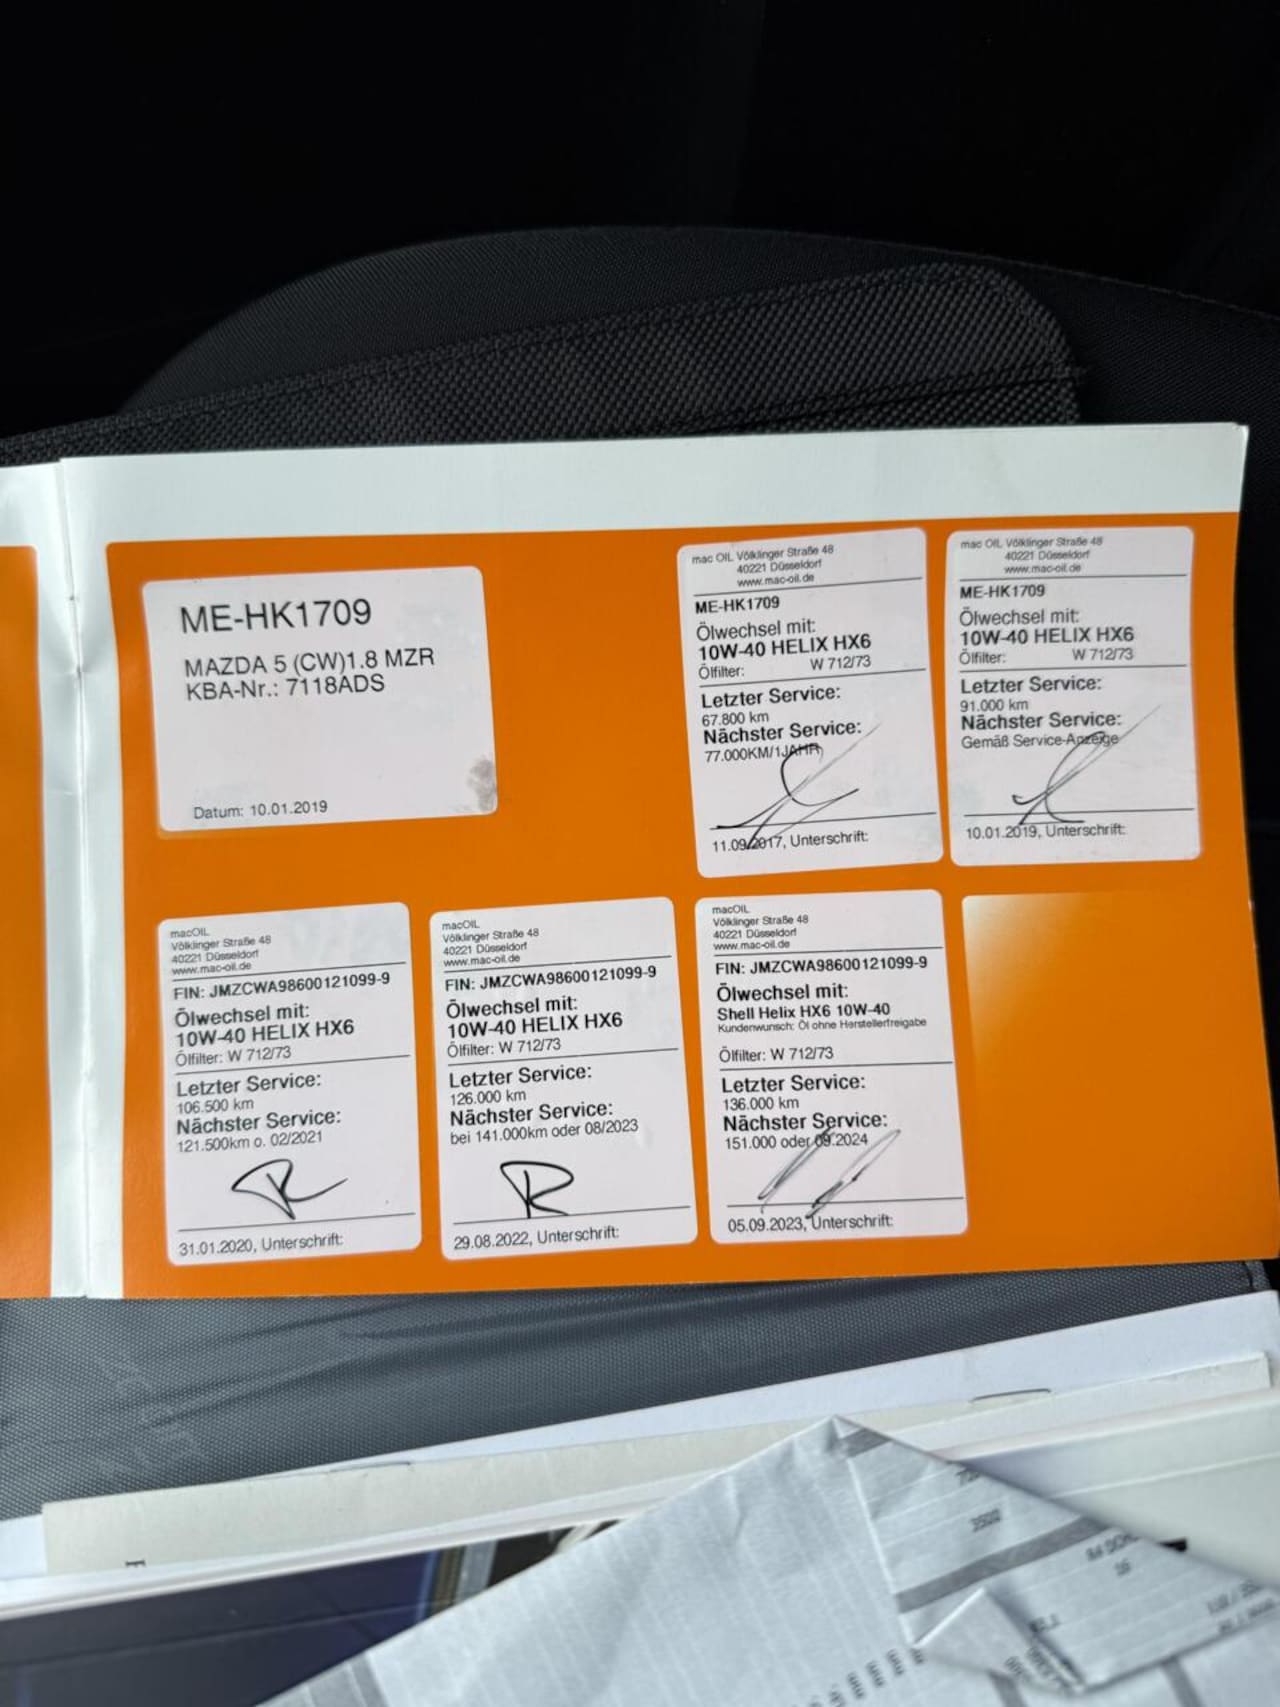 ME-HK1709
MAZDA 5 (CW)1.8 MZR
KBA-Nr.: 7118ADS
Datum: 10.01.2019
mac OIL Völklinger Straße 48
40221 Düsseldorf
www.mac-oil.de
ME-HK1709
Ölwechsel mit:
10W-40 HELIX HX6
Ölfilter: W 712/73
Letzter Service:
67.800 km
Nächster Service:
77.000KM/1JAHR
11.09.2017, Unterschrift:
mac OIL Völklinger Straße 48
40221 Düsseldorf
www.mac-oil.de
ME-HK1709
Ölwechsel mit:
10W-40 HELIX HX6
Ölfilter: W 712/73
Letzter Service:
91.000 km
Nächster Service:
Gemäß Service-Anzeige
10.01.2019, Unterschrift:
macOIL
Völklinger Straße 48
40221 Düsseldorf
www.mac-oil.de
FIN: JMZCWA98600121099-9
Ölwechsel mit:
10W-40 HELIX HX6
Ölfilter: W 712/73
Letzter Service:
106.500 km
Nächster Service:
121.500km o. 02/2021
31.01.2020, Unterschrift:
macOIL
Völklinger Straße 48
40221 Düsseldorf
www.mac-oil.de
FIN: JMZCWA98600121099-9
Ölwechsel mit:
10W-40 HELIX HX6
Ölfilter: W 712/73
Letzter Service:
126.000 km
Nächster Service:
bei 141.000km oder 08/2023
29.08.2022, Unterschrift:
macOIL
Völklinger Straße 48
40221 Düsseldorf
www.mac-oil.de
FIN: JMZCWA98600121099-9
Ölwechsel mit:
Shell Helix HX6 10W-40
Kundenwunsch: Öl ohne Herstellerfreigabe
Ölfilter: W 712/73
Letzter Service:
136.000 km
Nächster Service:
151.000 oder 09.2024
05.09.2023, Unterschrift:
3502
16